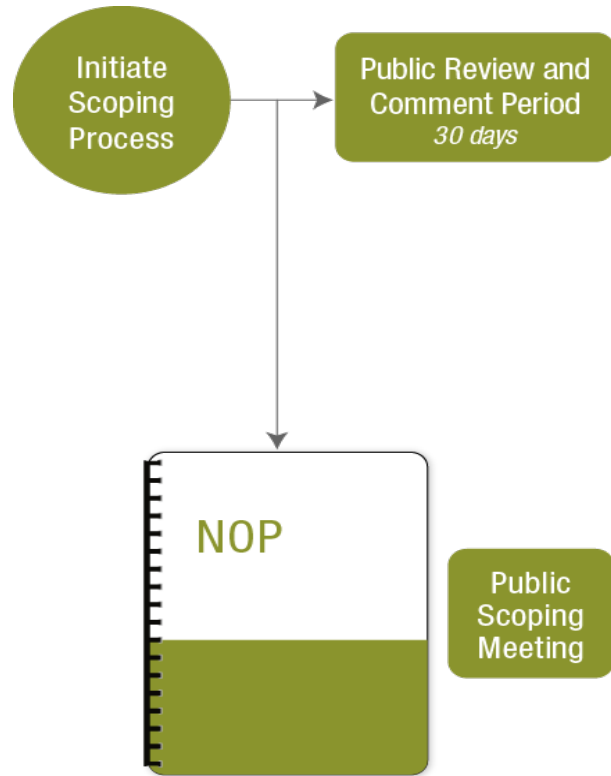 Initiate
Scoping
Process
Public Review and
Comment Period
30 days
NOP
Public
Scoping
Meeting